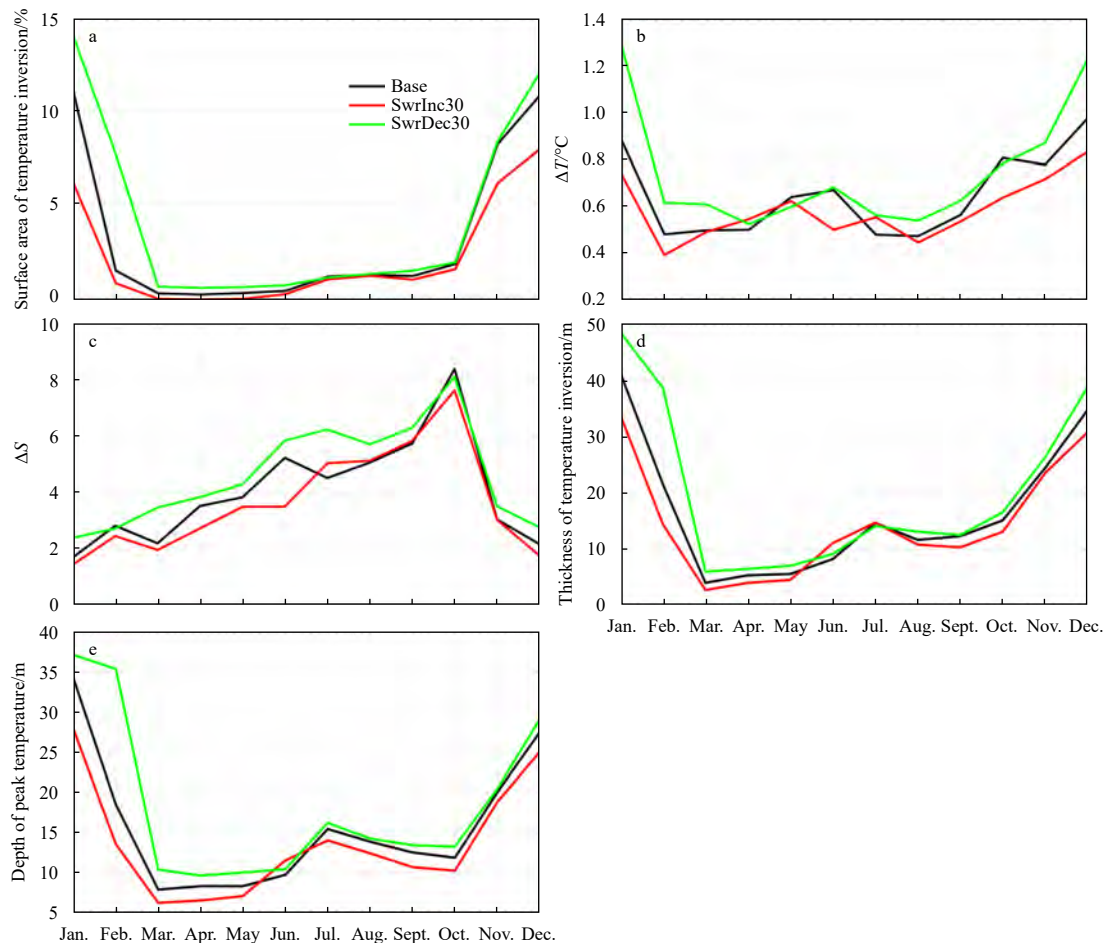 15
10
5
0
Surface area of temperature inversion/%
a
Base
SwrInc30
SwrDec30
1.4
1.2
1.0
0.8
0.6
0.4
0.2
ΔT/°C
b
10
8
6
4
2
0
ΔS
c
50
40
30
20
10
0
Thickness of temperature inversion/m
d
Jan. Feb. Mar. Apr. May Jun. Jul. Aug. Sept. Oct. Nov. Dec.
40
35
30
25
20
15
10
5
Depth of peak temperature/m
e
Jan. Feb. Mar. Apr. May Jun. Jul. Aug. Sept. Oct. Nov. Dec.